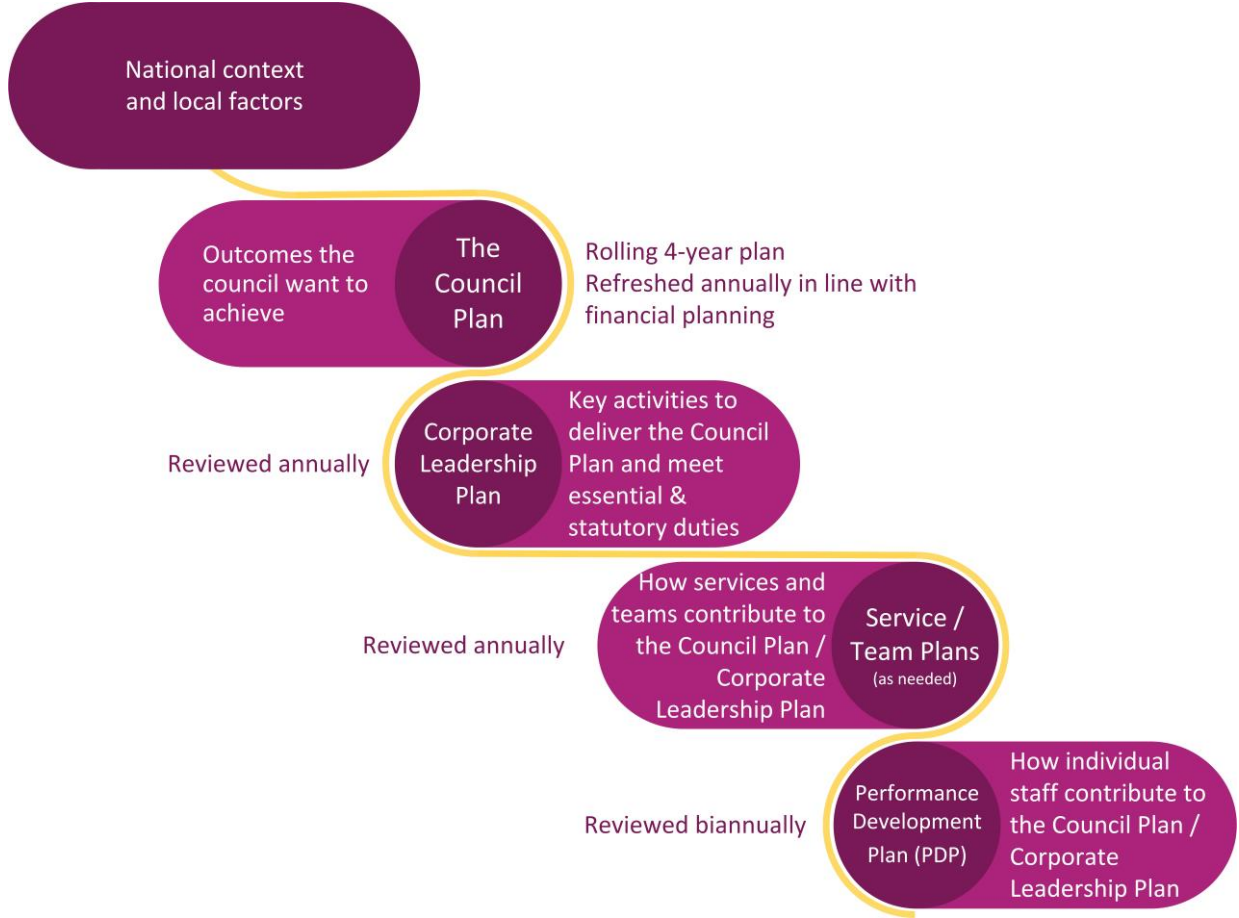 National context
and local factors
Outcomes the
council want to
achieve
The
Council
Plan
Rolling 4-year plan
Refreshed annually in line with
financial planning
Reviewed annually
Corporate
Leadership
Plan
Key activities to
deliver the Council
Plan and meet
essential &
statutory duties
Reviewed annually
How services and
teams contribute to
the Council Plan /
Corporate
Leadership Plan
Service /
Team Plans
(as needed)
Reviewed biannually
Performance
Development
Plan (PDP)
How individual
staff contribute to
the Council Plan /
Corporate
Leadership Plan